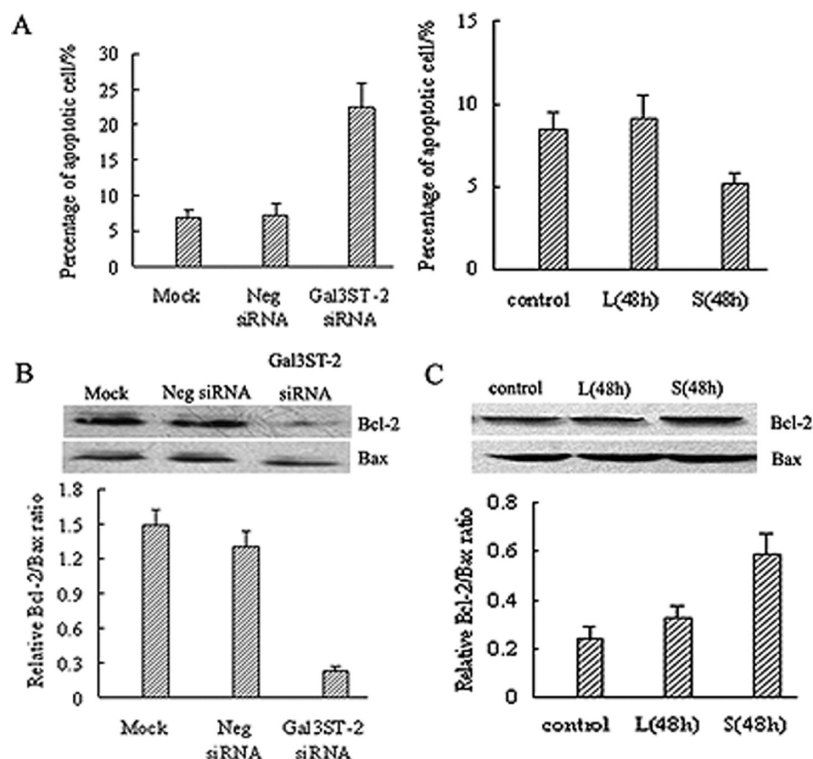 A
Percentage of apoptotic cell/%
30
25
20
15
10
5
0
Mock
Neg
siRNA
Gal3ST-2
siRNA
Percentage of apoptotic cell/%
15
10
5
0
control
L(48h)
S(48h)
B
Mock
Neg siRNA
Gal3ST-2
siRNA
Bcl-2
Bax
Relative Bcl-2/Bax ratio
1.8
1.5
1.2
0.9
0.6
0.3
0
Mock
Neg
siRNA
Gal3ST-2
siRNA
C
control
L(48h)
S(48h)
Bcl-2
Bax
Relative Bcl-2/Bax ratio
0.8
0.6
0.4
0.2
0
control
L(48h)
S(48h)